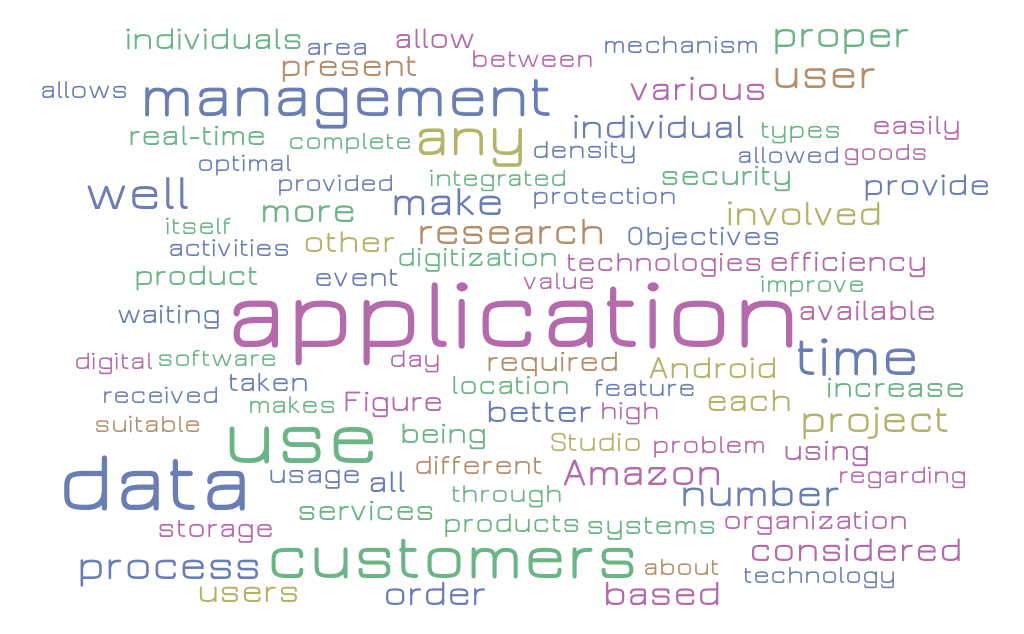 individuals area allow between mechanism proper
present user
allows management various
real-time complete any individual types easily
optimal density allowed goods
well provided integrated protection security provide
itself more make involved
activities other research 0bjectives
product event digitization technologies efficiency
value improve
waiting application available
digital software day required Android time
received taken location feature increase
suitable makes Figure better high each project
use being Studio problem using
data usage all different Amazon regarding
storage services through number
products systems organization
process customers about considered
users order based technology